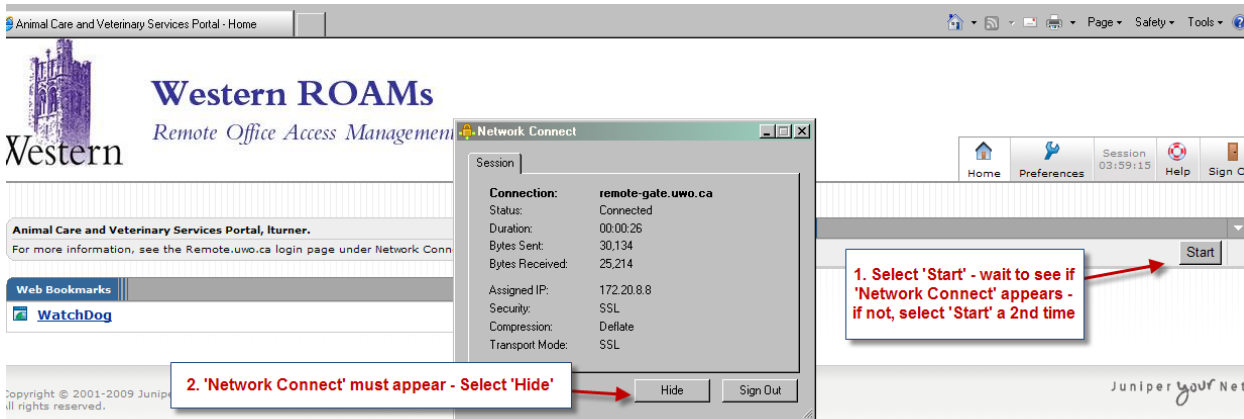 Animal Care and Veterinary Services Portal - Home
Page Safety Tools
Western ROAMs
Remote Office Access Management
Western
Network Connect
Session
Connection: remote-gate.uwo.ca
Status: Connected
Duration: 00:00:26
Bytes Sent: 30,134
Bytes Received: 25,214
Assigned IP: 172.20.8.8
Security: SSL
Compression: Deflate
Transport Mode: SSL
Hide Sign Out
Home Preferences Session 03:59:15 Help Sign O
Animal Care and Veterinary Services Portal, lturner.
For more information, see the Remote.uwo.ca login page under Network Conn
Start
1. Select 'Start' - wait to see if
'Network Connect' appears -
if not, select 'Start' a 2nd time
Web Bookmarks
WatchDog
2. 'Network Connect' must appear - Select 'Hide'
Copyright © 2001-2009 Junipe
All rights reserved.
Juniper your Net